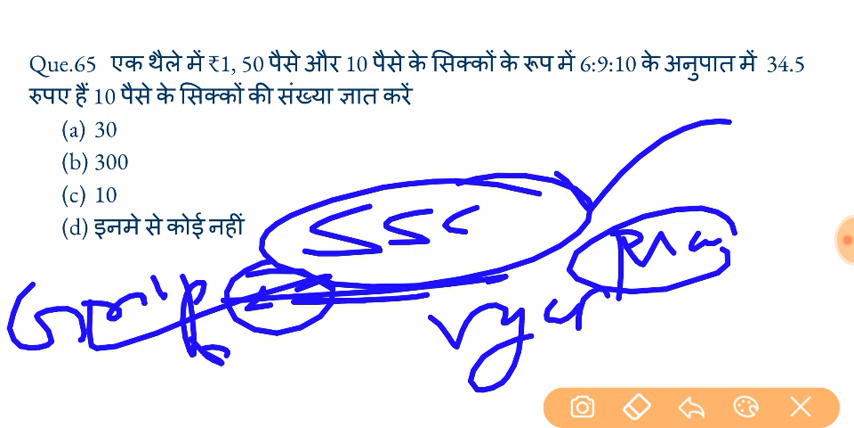 Que.65 एक थैले में ₹1, 50 पैसे और 10 पैसे के सिक्कों के रूप में 6:9:10 के अनुपात में 34.5
रुपए हैं 10 पैसे के सिक्कों की संख्या ज्ञात करें
(a) 30
(b) 300
(c) 10
(d) इनमे से कोई नहीं
SSC